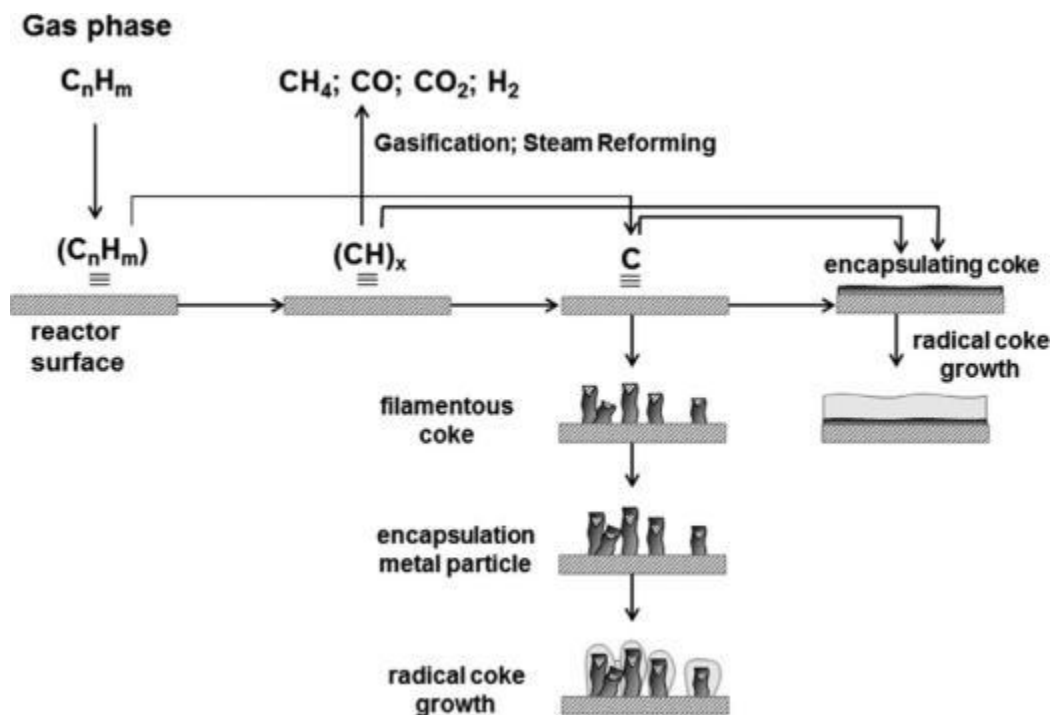 Gas phase
CₙHₘ
CH₄; CO; CO₂; H₂
Gasification; Steam Reforming
(CₙHₘ)
(CH)ₓ
C
encapsulating coke
reactor
surface
radical coke
growth
filamentous
coke
encapsulation
metal particle
radical coke
growth